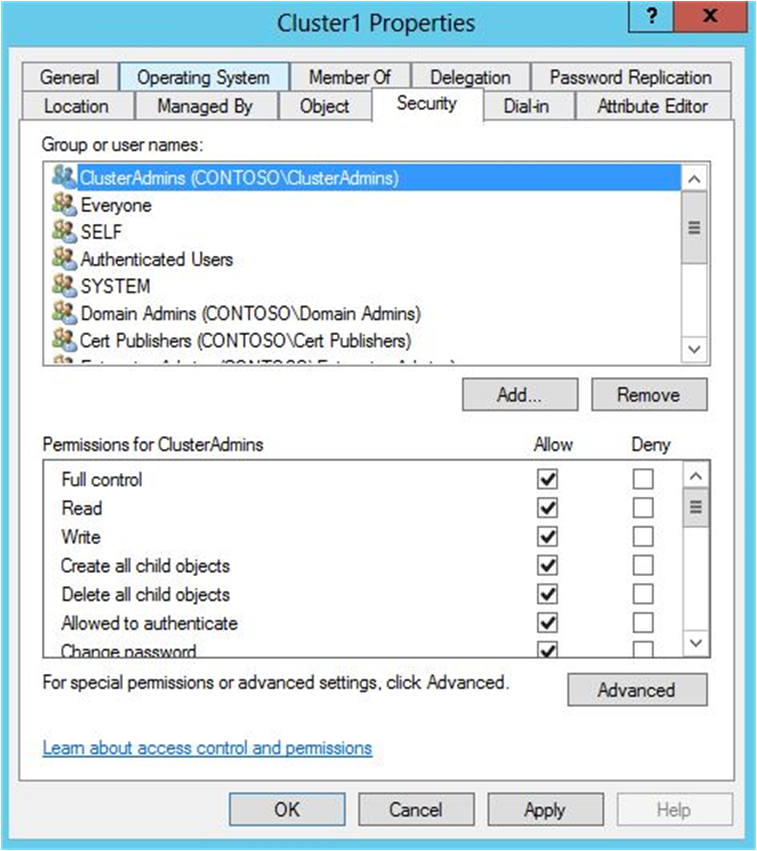 Cluster1 Properties
? x
General Operating System Member Of Delegation Password Replication
Location Managed By Object Security Dial-in Attribute Editor
Group or user names:
ClusterAdmins (CONTOSO\ClusterAdmins)
Everyone
SELF
Authenticated Users
SYSTEM
Domain Admins (CONTOSO\Domain Admins)
Cert Publishers (CONTOSO\Cert Publishers)
Add... Remove
Permissions for ClusterAdmins Allow Deny
Full control
Read
Write
Create all child objects
Delete all child objects
Allowed to authenticate
Change password
For special permissions or advanced settings, click Advanced.
Advanced
Learn about access control and permissions
OK Cancel Apply Help